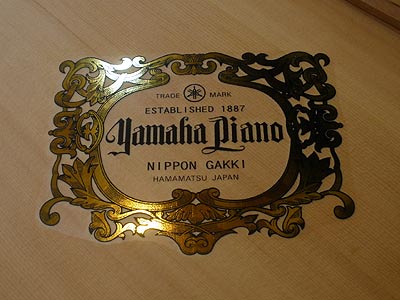 TRADE MARK
ESTABLISHED 1887
Yamaha Piano
NIPPON GAKKI
HAMAMATSU JAPAN